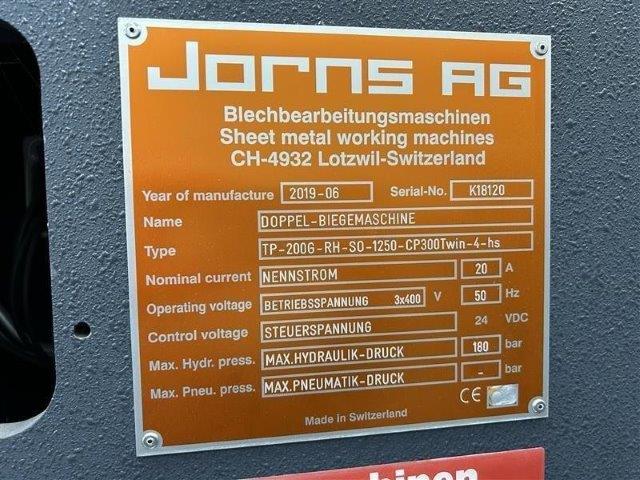 Jorns AG
Blechbearbeitungsmaschinen
Sheet metal working machines
CH-4932 Lotzwil-Switzerland
Year of manufacture 2019-06 Serial-No. K18120
Name DOPPEL-BIEGEMASCHINE
Type TP-200G-RH-SO-1250-CP300Twin-4-hs
Nominal current NENNSTROM 20 A
Operating voltage BETRIEBSSPANNUNG 3x400 V 50 Hz
Control voltage STEUERSPANNUNG 24 VDC
Max. Hydr. press. MAX.HYDRAULIK-DRUCK 180 bar
Max. Pneu. press. MAX.PNEUMATIK-DRUCK - bar
CE
Made in Switzerland